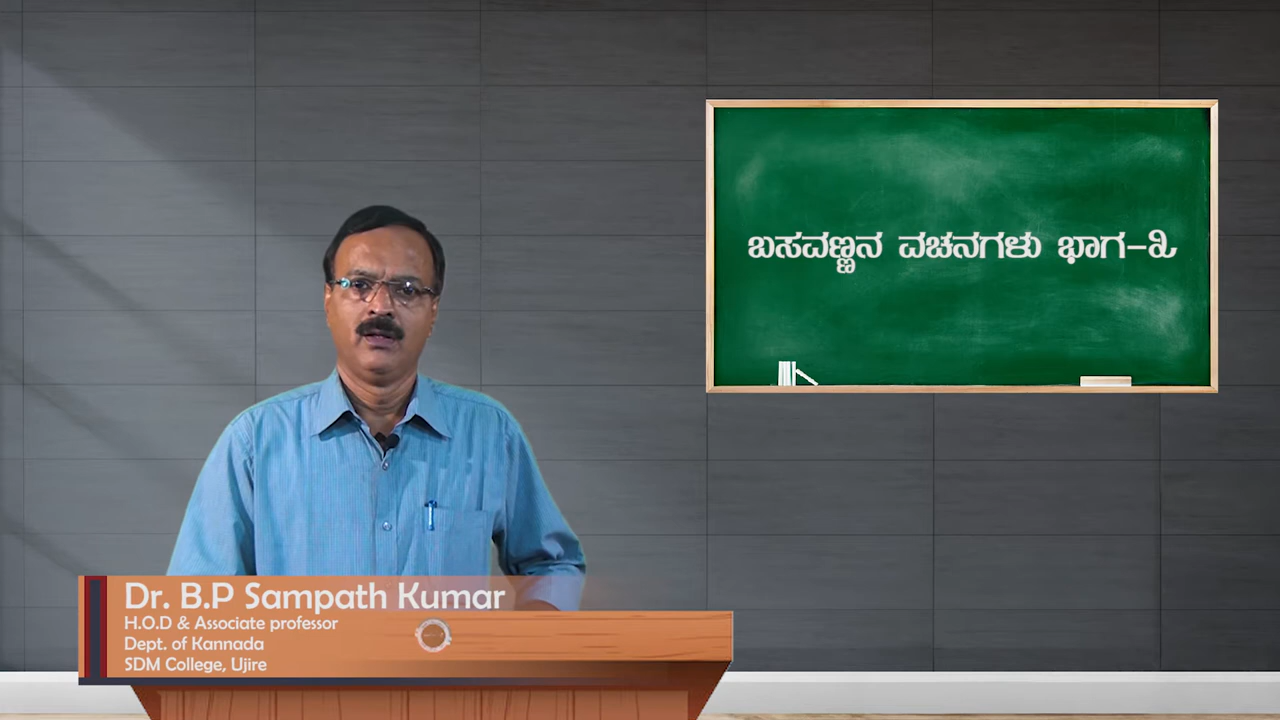 ಬಸವಣ್ಣನ ವಚನಗಳು ಭಾಗ-೩
Dr. B.P Sampath Kumar
H.O.D & Associate professor
Dept. of Kannada
SDM College, Ujire